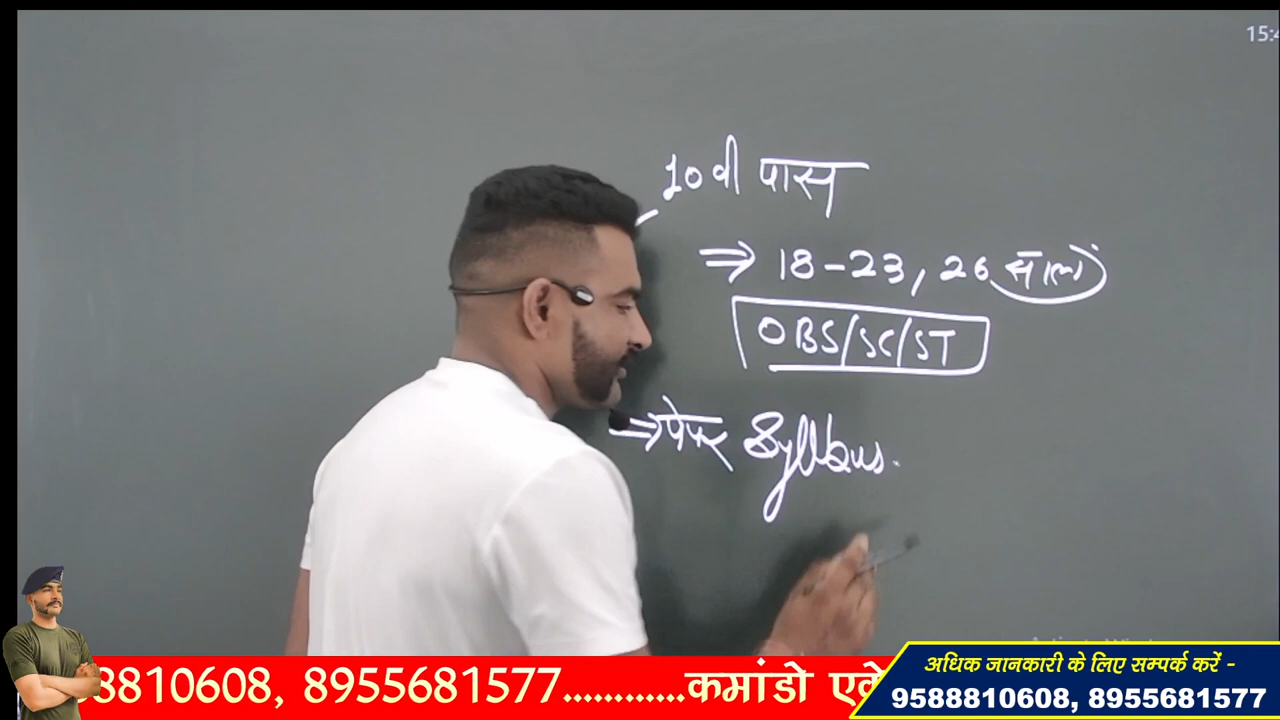 15:4
10वी पास
⇒ 18-23, 26 साल
OBS/SC/ST
⇒ पेपर Syllbus.
अधिक जानकारी के लिए सम्पर्क करें -
9588810608, 8955681577
8810608, 8955681577............कमांडो एके